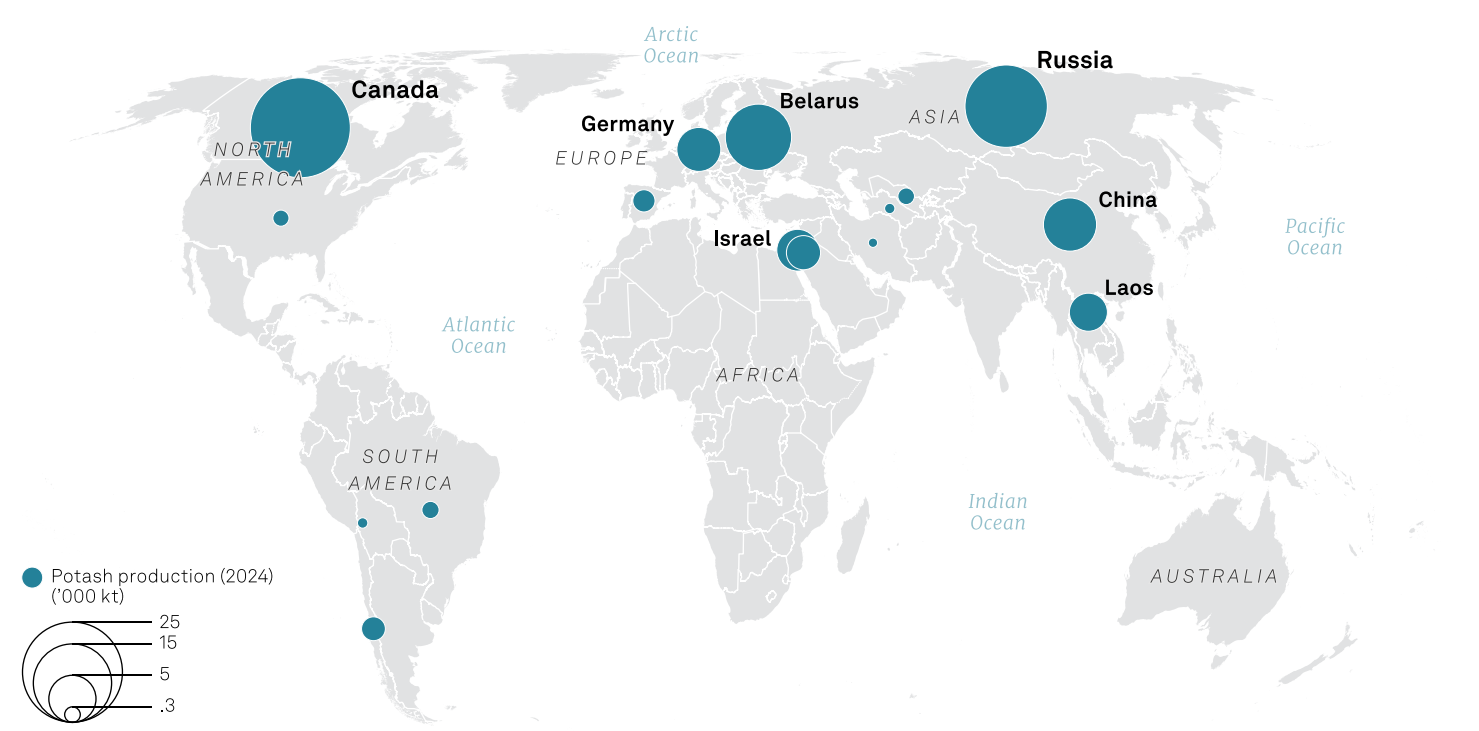 Arctic
Ocean
Russia
Canada
Belarus
ASIA
Germany
NORTH
EUROPE
AMERICA
China
Pacific
Ocean
Israel
Laos
Atlantic
Ocean
AFRICA
SOUTH
AMERICA
Indian
Ocean
AUSTRALIA
Potash production (2024)
('000 kt)
25
15
5
.3